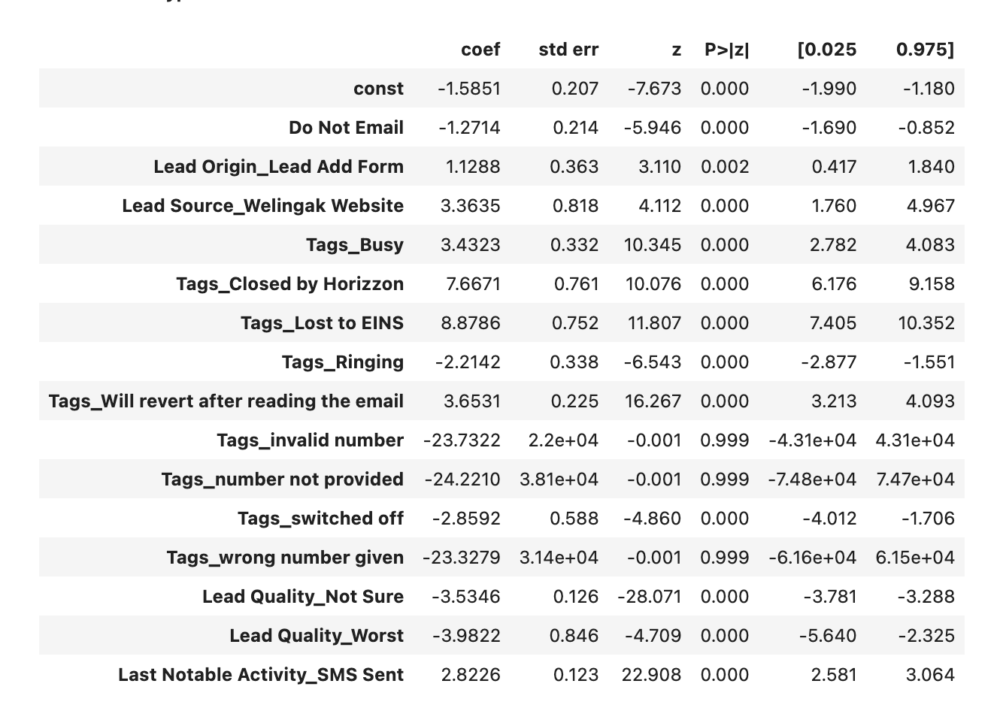 coef std err z P>|z| [0.025 0.975]
const -1.5851 0.207 -7.673 0.000 -1.990 -1.180
Do Not Email -1.2714 0.214 -5.946 0.000 -1.690 -0.852
Lead Origin_Lead Add Form 1.1288 0.363 3.110 0.002 0.417 1.840
Lead Source_Welingak Website 3.3635 0.818 4.112 0.000 1.760 4.967
Tags_Busy 3.4323 0.332 10.345 0.000 2.782 4.083
Tags_Closed by Horizzon 7.6671 0.761 10.076 0.000 6.176 9.158
Tags_Lost to EINS 8.8786 0.752 11.807 0.000 7.405 10.352
Tags_Ringing -2.2142 0.338 -6.543 0.000 -2.877 -1.551
Tags_Will revert after reading the email 3.6531 0.225 16.267 0.000 3.213 4.093
Tags_invalid number -23.7322 2.2e+04 -0.001 0.999 -4.31e+04 4.31e+04
Tags_number not provided -24.2210 3.81e+04 -0.001 0.999 -7.48e+04 7.47e+04
Tags_switched off -2.8592 0.588 -4.860 0.000 -4.012 -1.706
Tags_wrong number given -23.3279 3.14e+04 -0.001 0.999 -6.16e+04 6.15e+04
Lead Quality_Not Sure -3.5346 0.126 -28.071 0.000 -3.781 -3.288
Lead Quality_Worst -3.9822 0.846 -4.709 0.000 -5.640 -2.325
Last Notable Activity_SMS Sent 2.8226 0.123 22.908 0.000 2.581 3.064